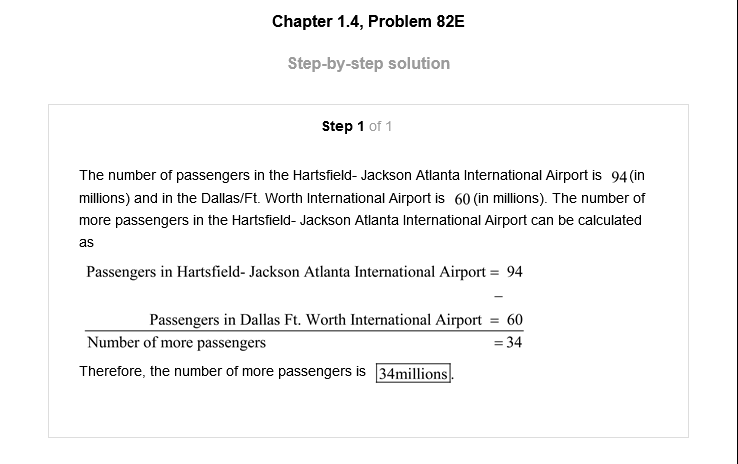 Chapter 1.4, Problem 82E
Step-by-step solution
Step 1 of 1
The number of passengers in the Hartsfield- Jackson Atlanta International Airport is 94 (in
millions) and in the Dallas/Ft. Worth International Airport is 60 (in millions). The number of
more passengers in the Hartsfield- Jackson Atlanta International Airport can be calculated
as
Passengers in Hartsfield- Jackson Atlanta International Airport = 94
−
Passengers in Dallas Ft. Worth International Airport = 60
Number of more passengers = 34
Therefore, the number of more passengers is 34millions.